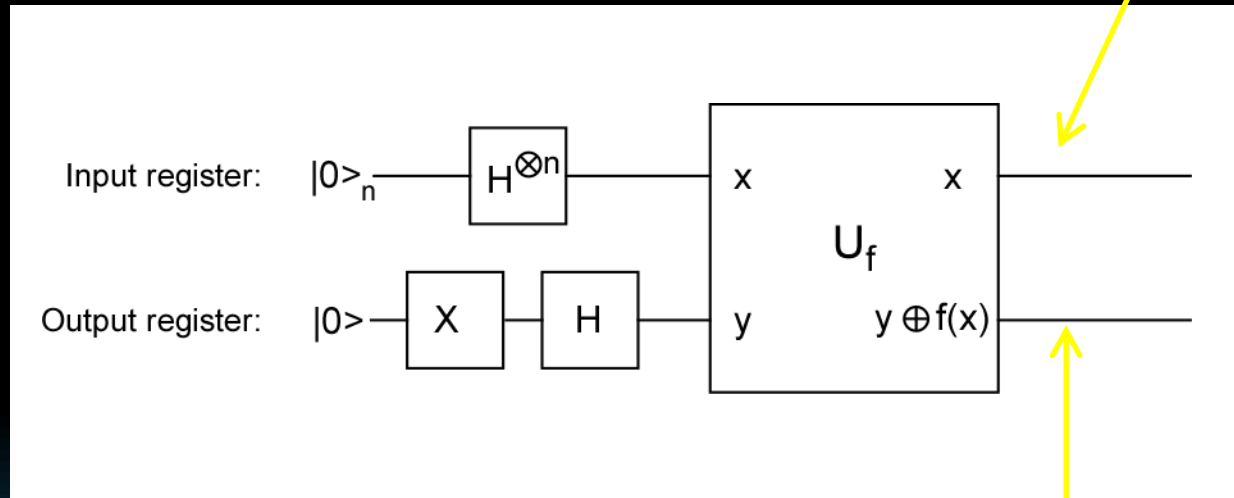 Input register: |0>n H⊗n x x
Uf
Output register: |0> X H y y ⊕ f(x)